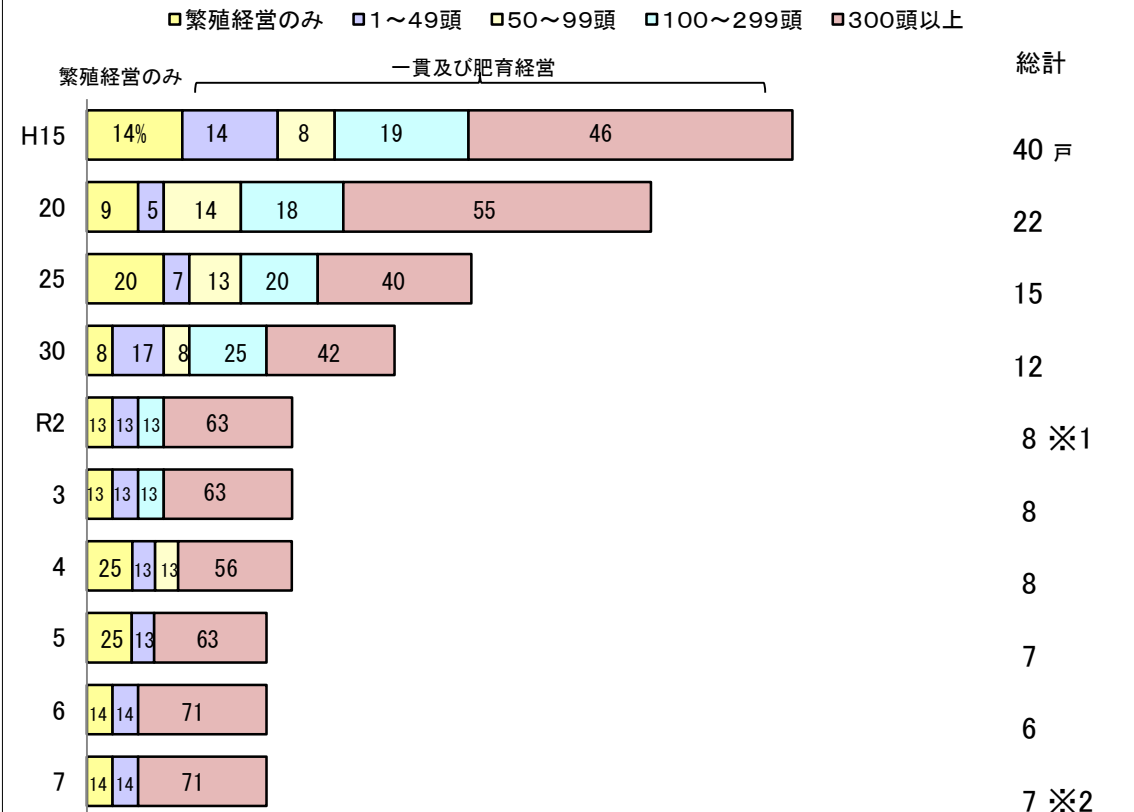 繁殖経営のみ 1～49頭 50～99頭 100～299頭 300頭以上
総計
繁殖経営のみ 一貫及び肥育経営
H15 14% 14 8 19 46 40 戸
20 9 5 14 18 55 22
25 20 7 13 20 40 15
30 8 17 8 25 42 12
R2 13 13 13 63 8 ※1
3 13 13 13 63 8
4 25 13 13 56 8
5 25 13 63 7
6 14 14 71 6
7 14 14 71 7 ※2